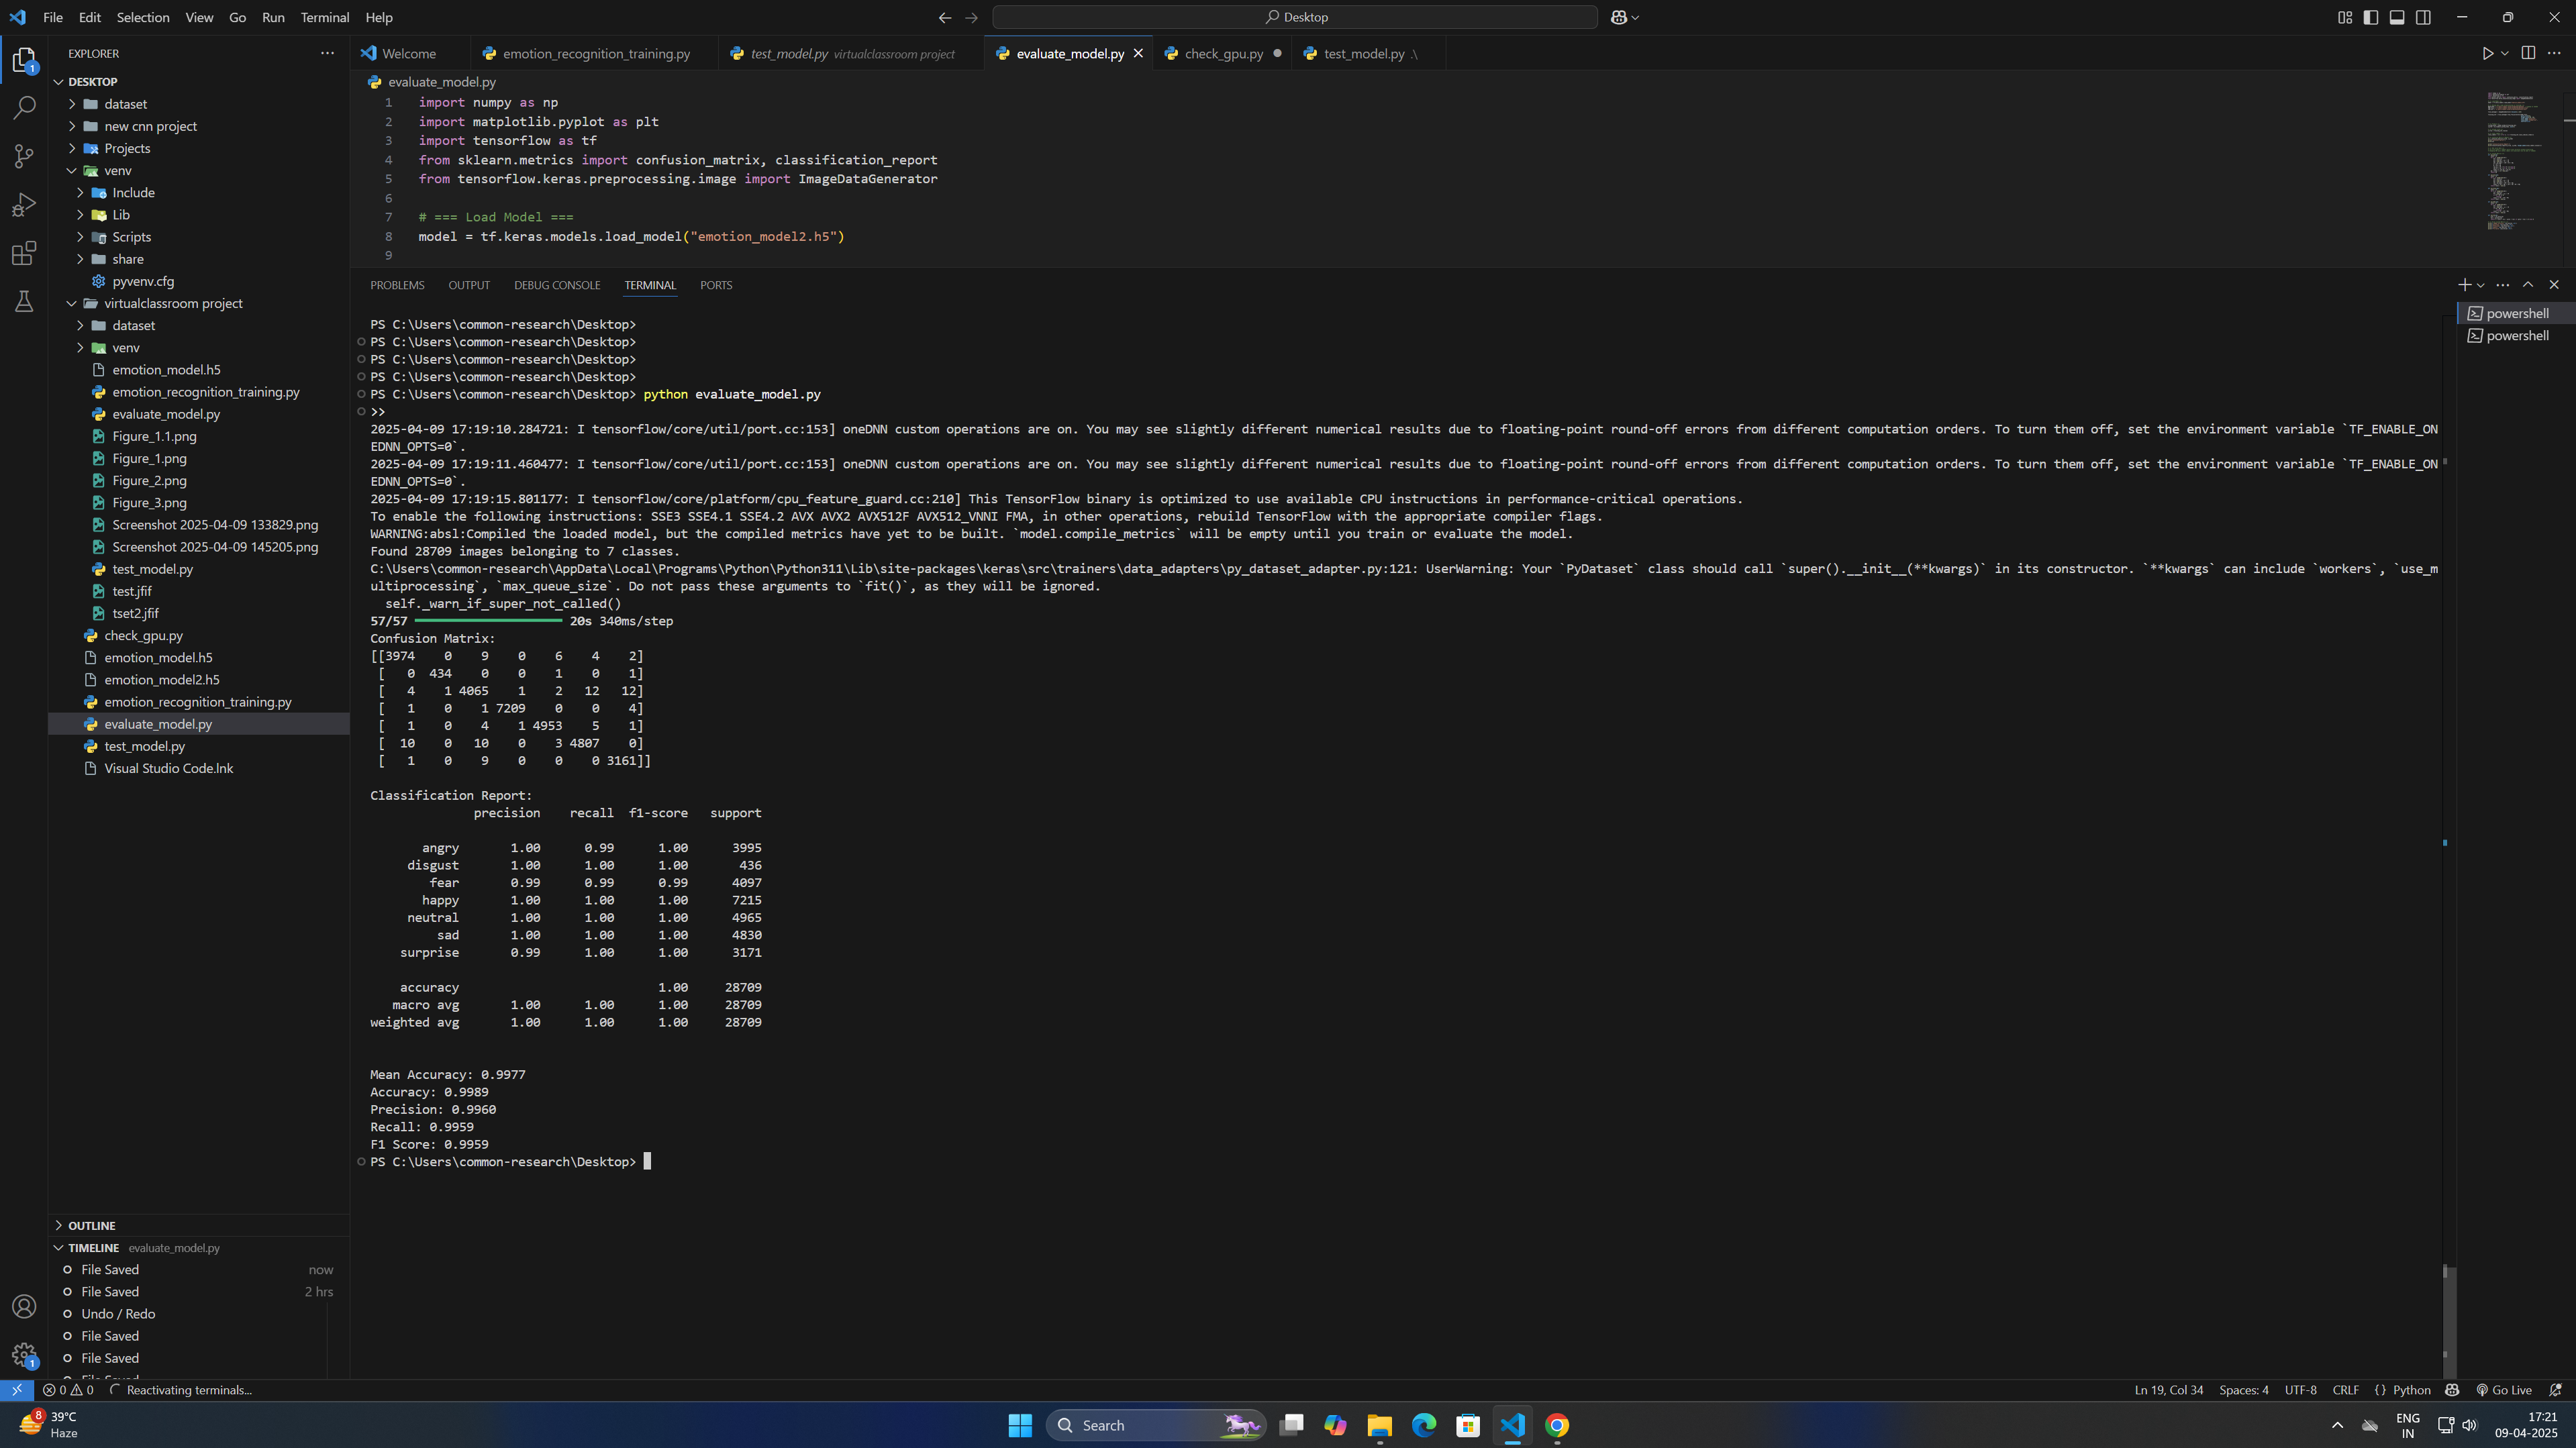 File Edit Selection View Go Run Terminal Help
Desktop
EXPLORER
DESKTOP
dataset
new cnn project
Projects
venv
Include
Lib
Scripts
share
pyvenv.cfg
virtualclassroom project
dataset
venv
emotion_model.h5
emotion_recognition_training.py
evaluate_model.py
Figure_1.1.png
Figure_1.png
Figure_2.png
Figure_3.png
Screenshot 2025-04-09 133829.png
Screenshot 2025-04-09 145205.png
test_model.py
test.jfif
tset2.jfif
check_gpu.py
emotion_model.h5
emotion_model2.h5
emotion_recognition_training.py
evaluate_model.py
test_model.py
Visual Studio Code.lnk
OUTLINE
TIMELINE evaluate_model.py
File Saved now
File Saved 2 hrs
Undo / Redo
File Saved
File Saved
Welcome emotion_recognition_training.py test_model.py virtualclassroom project evaluate_model.py check_gpu.py test_model.py .\
evaluate_model.py
1 import numpy as np
2 import matplotlib.pyplot as plt
3 import tensorflow as tf
4 from sklearn.metrics import confusion_matrix, classification_report
5 from tensorflow.keras.preprocessing.image import ImageDataGenerator
6
7 # === Load Model ===
8 model = tf.keras.models.load_model("emotion_model2.h5")
9
PROBLEMS OUTPUT DEBUG CONSOLE TERMINAL PORTS
powershell
powershell
PS C:\Users\common-research\Desktop>
PS C:\Users\common-research\Desktop>
PS C:\Users\common-research\Desktop>
PS C:\Users\common-research\Desktop>
PS C:\Users\common-research\Desktop> python evaluate_model.py
>>
2025-04-09 17:19:10.284721: I tensorflow/core/util/port.cc:153] oneDNN custom operations are on. You may see slightly different numerical results due to floating-point round-off errors from different computation orders. To turn them off, set the environment variable `TF_ENABLE_ON
EDNN_OPTS=0`.
2025-04-09 17:19:11.460477: I tensorflow/core/util/port.cc:153] oneDNN custom operations are on. You may see slightly different numerical results due to floating-point round-off errors from different computation orders. To turn them off, set the environment variable `TF_ENABLE_ON
EDNN_OPTS=0`.
2025-04-09 17:19:15.801177: I tensorflow/core/platform/cpu_feature_guard.cc:210] This TensorFlow binary is optimized to use available CPU instructions in performance-critical operations.
To enable the following instructions: SSE3 SSE4.1 SSE4.2 AVX AVX2 AVX512F AVX512_VNNI FMA, in other operations, rebuild TensorFlow with the appropriate compiler flags.
WARNING:absl:Compiled the loaded model, but the compiled metrics have yet to be built. `model.compile_metrics` will be empty until you train or evaluate the model.
Found 28709 images belonging to 7 classes.
C:\Users\common-research\AppData\Local\Programs\Python\Python311\Lib\site-packages\keras\src\trainers\data_adapters\py_dataset_adapter.py:121: UserWarning: Your `PyDataset` class should call `super().__init__(**kwargs)` in its constructor. `**kwargs` can include `workers`, `use_m
ultiprocessing`, `max_queue_size`. Do not pass these arguments to `fit()`, as they will be ignored.
self._warn_if_super_not_called()
57/57 20s 340ms/step
Confusion Matrix:
[[3974 0 9 0 6 4 2]
[ 0 434 0 0 1 0 1]
[ 4 1 4065 1 2 12 12]
[ 1 0 1 7209 0 0 4]
[ 1 0 4 1 4953 5 1]
[ 10 0 10 0 3 4807 0]
[ 1 0 9 0 0 0 3161]]
Classification Report:
precision recall f1-score support
angry 1.00 0.99 1.00 3995
disgust 1.00 1.00 1.00 436
fear 0.99 0.99 0.99 4097
happy 1.00 1.00 1.00 7215
neutral 1.00 1.00 1.00 4965
sad 1.00 1.00 1.00 4830
surprise 0.99 1.00 1.00 3171
accuracy 1.00 28709
macro avg 1.00 1.00 1.00 28709
weighted avg 1.00 1.00 1.00 28709
Mean Accuracy: 0.9977
Accuracy: 0.9989
Precision: 0.9960
Recall: 0.9959
F1 Score: 0.9959
PS C:\Users\common-research\Desktop>
0 0 Reactivating terminals...
Ln 19, Col 34 Spaces: 4 UTF-8 CRLF {} Python Go Live
8 39°C
Haze
Search
ENG
IN
17:21
09-04-2025